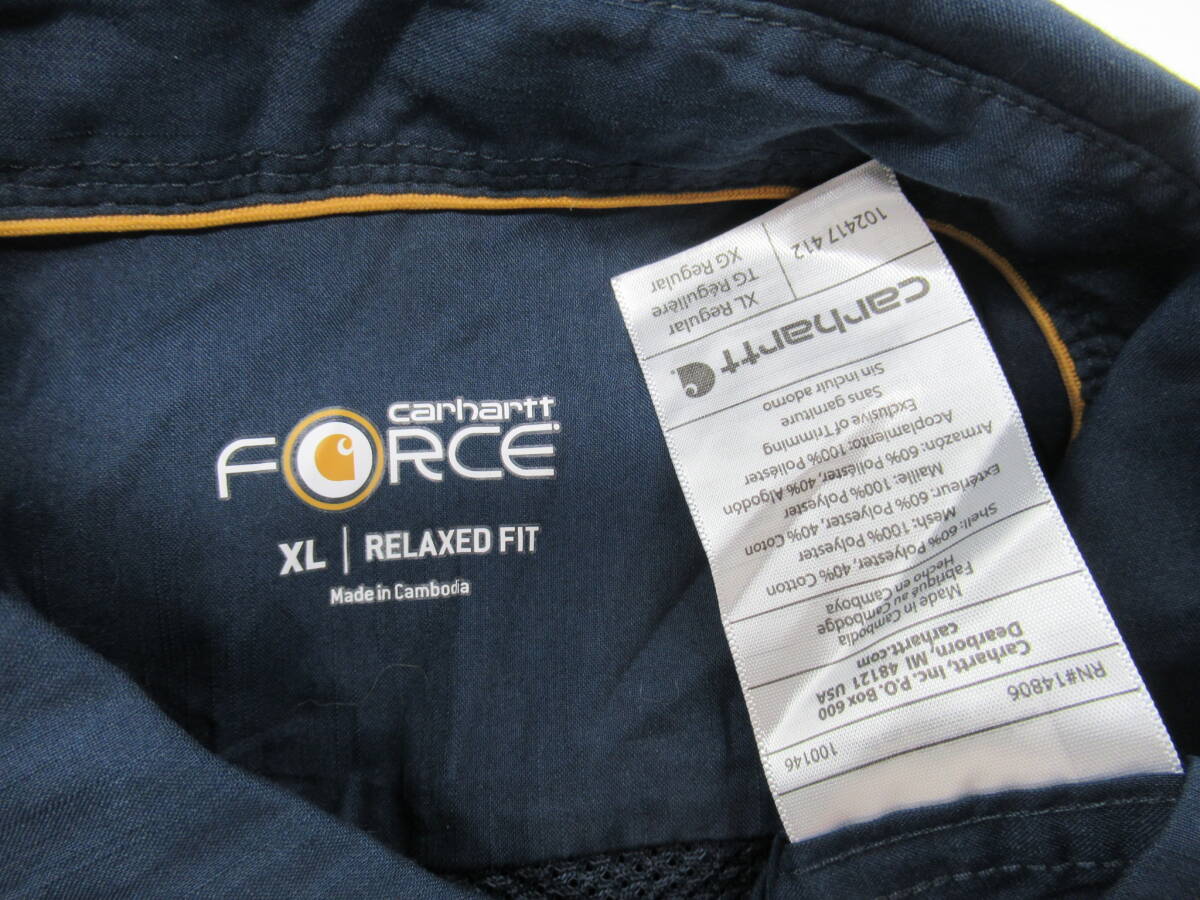 carhartt
FORCE
XL | RELAXED FIT
Made in Cambodia
RN#14806
100146
Carhartt, Inc. P.O. Box 600
Dearborn, MI 48121 USA
carhartt.com
Made in Cambodia
Fabriqué au Cambodge
Hecho en Camboya
Shell: 60% Polyester, 40% Cotton
Mesh: 100% Polyester
Extérieur: 60% Polyester, 40% Coton
Maille: 100% Polyester
Armazón: 60% Poliéster, 40% Algodón
Acoplamiento: 100% Poliéster
Exclusive of Trimming
Sans garniture
Sin incluir adorno
carhartt
XL Regular
TG Régulière
XG Regular
102417 412